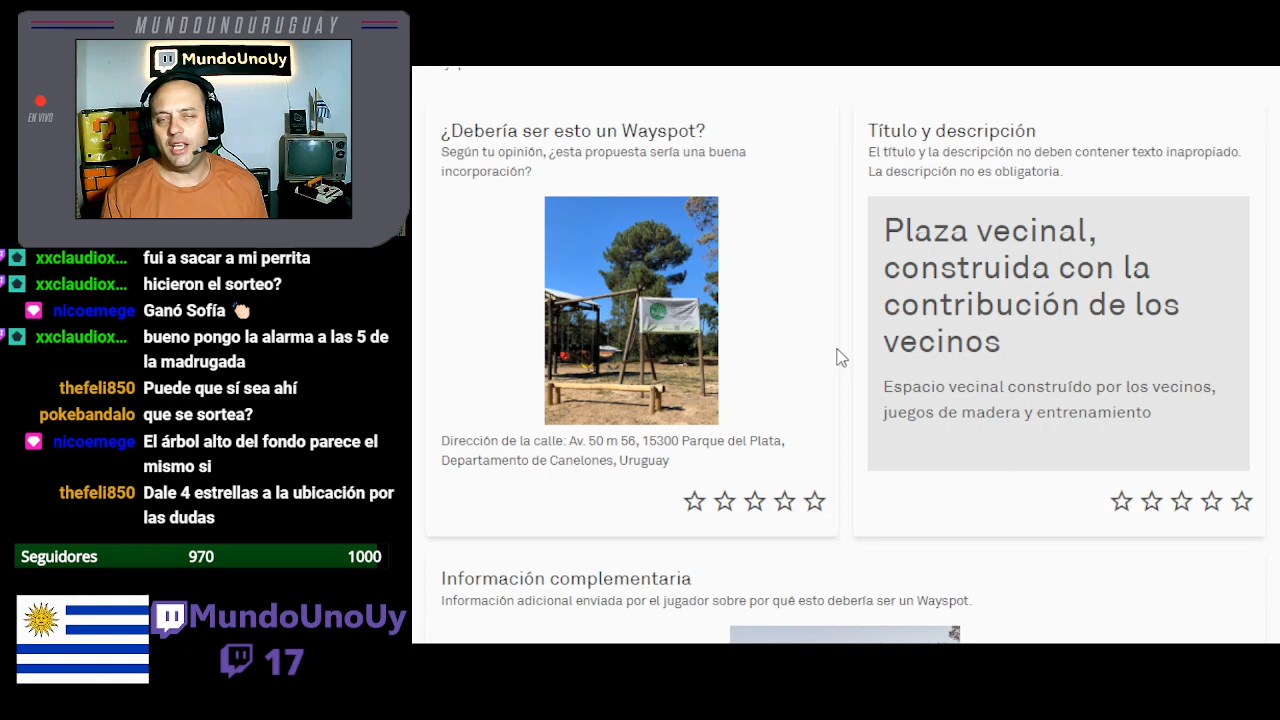 MUNDOUNOURUGUAY
MundoUnoUy
EN VIVO
xxclaudiox... fui a sacar a mi perrita
xxclaudiox... hicieron el sorteo?
nicoemege Ganó Sofía 👏🏻
xxclaudiox... bueno pongo la alarma a las 5 de
la madrugada
thefeli850 Puede que sí sea ahí
pokebandalo que se sortea?
nicoemege El árbol alto del fondo parece el
mismo si
thefeli850 Dale 4 estrellas a la ubicación por
las dudas
Seguidores 970 1000
MundoUnoUy
17
¿Debería ser esto un Wayspot?
Según tu opinión, ¿esta propuesta sería una buena
incorporación?
Dirección de la calle: Av. 50 m 56, 15300 Parque del Plata,
Departamento de Canelones, Uruguay
Título y descripción
El título y la descripción no deben contener texto inapropiado.
La descripción no es obligatoria.
Plaza vecinal,
construida con la
contribución de los
vecinos
Espacio vecinal construído por los vecinos,
juegos de madera y entrenamiento
Información complementaria
Información adicional enviada por el jugador sobre por qué esto debería ser un Wayspot.